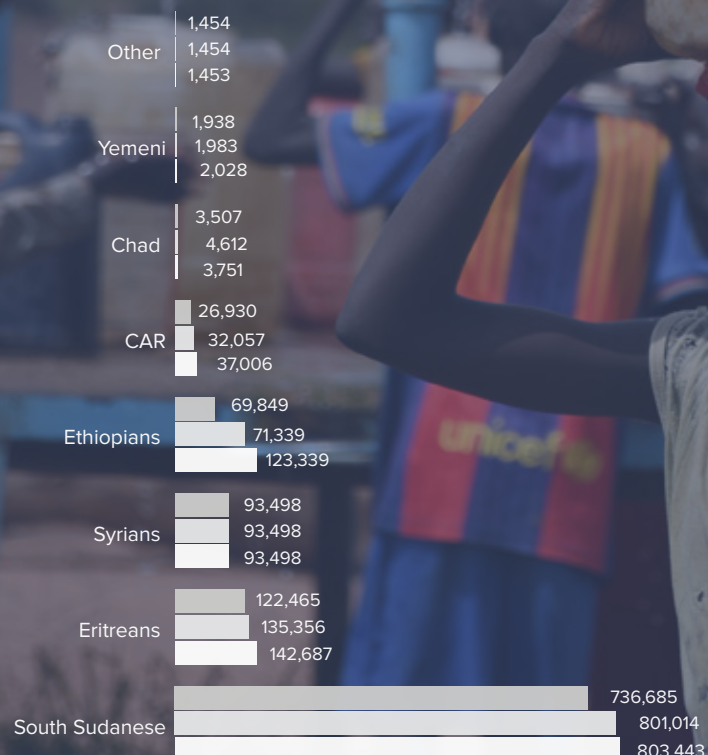 1,454
Other 1,454
1,453
1,938
Yemeni 1,983
2,028
3,507
Chad 4,612
3,751
26,930
CAR 32,057
37,006
69,849
Ethiopians 71,339
123,339
unicef
93,498
Syrians 93,498
93,498
122,465
Eritreans 135,356
142,687
736,685
South Sudanese 801,014
803,443